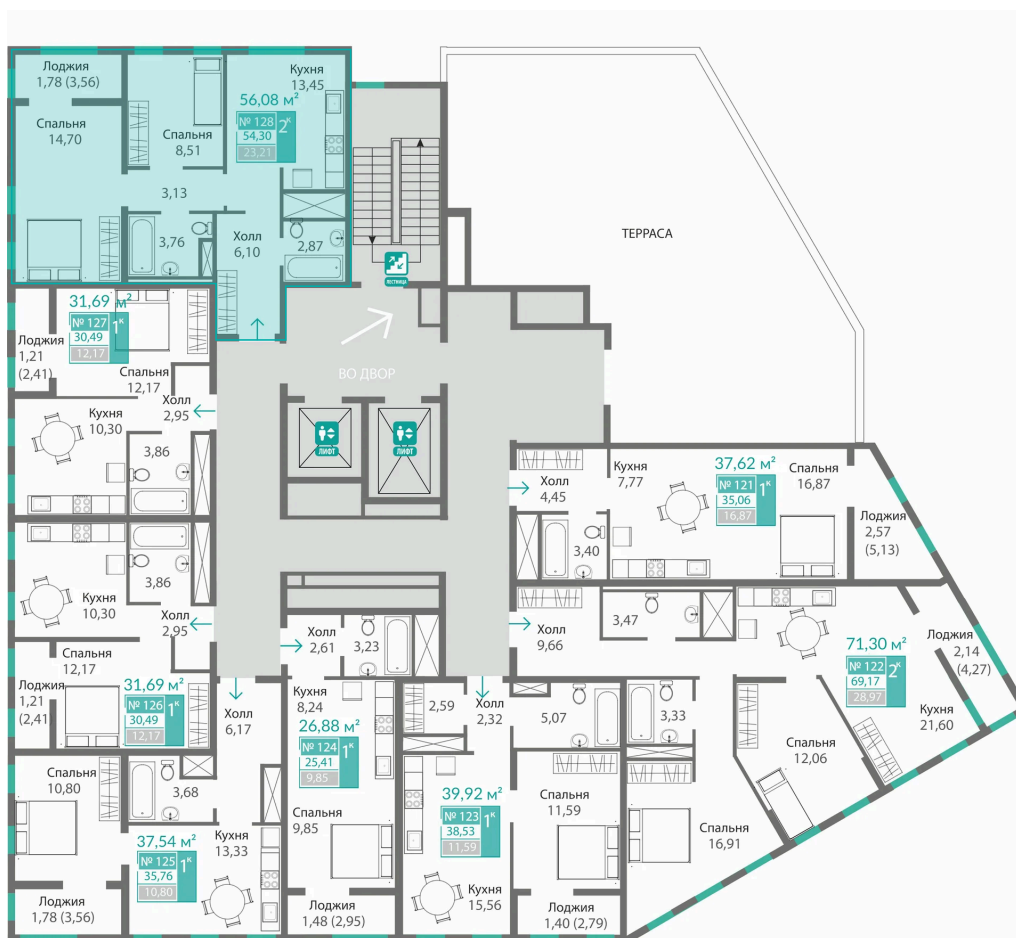 Лоджия
1,78 (3,56)
Спальня
14,70
Спальня
8,51
Кухня
13,45
56,08 м²
№ 128
2к
54,30
23,21
3,13
3,76
Холл
6,10
2,87
ЛЕСТНИЦА
ТЕРРАСА
ВО ДВОР
ЛИФТ
ЛИФТ
31,69 м²
№ 127
1к
30,49
12,17
Лоджия
1,21
(2,41)
Спальня
12,17
Холл
2,95
Кухня
10,30
3,86
3,86
Кухня
10,30
Холл
2,95
Спальня
12,17
Лоджия
1,21
(2,41)
31,69 м²
№ 126
1к
30,49
12,17
Холл
6,17
Спальня
10,80
3,68
37,54 м²
№ 125
1к
35,76
10,80
Кухня
13,33
Лоджия
1,78 (3,56)
Холл
2,61
3,23
Кухня
8,24
26,88 м²
№ 124
1к
25,41
9,85
Спальня
9,85
Лоджия
1,48 (2,95)
2,59
Холл
2,32
5,07
39,92 м²
№ 123
1к
38,53
11,59
Спальня
11,59
Кухня
15,56
Лоджия
1,40 (2,79)
Холл
4,45
3,40
Кухня
7,77
37,62 м²
№ 121
1к
35,06
16,87
Спальня
16,87
Лоджия
2,57
(5,13)
Холл
9,66
3,47
3,33
71,30 м²
№ 122
2к
69,17
28,97
Лоджия
2,14
(4,27)
Кухня
21,60
Спальня
12,06
Спальня
16,91